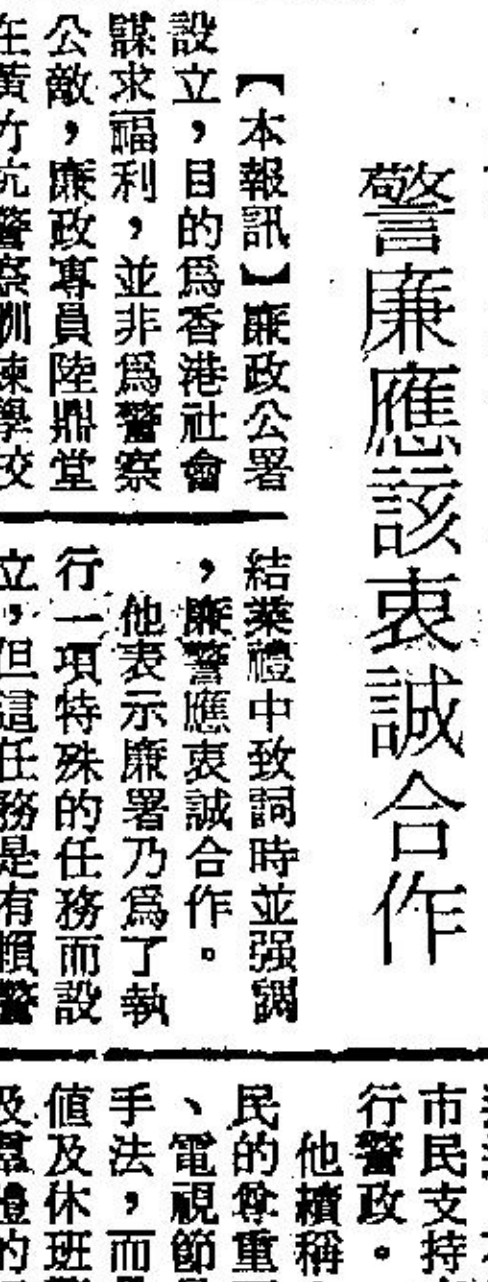 警廉應該衷誠合作
【本報訊】廉政公署
設立，目的爲香港社會
謀求福利，並非爲警察
公敵，廉政專員陸鼎堂
在黃竹坑警察訓練學校
結業禮中致詞時並强調
，廉警應衷誠合作。
他表示廉署乃爲了執
行一項特殊的任務而設
立，但這任務是有賴警
市民支持
行警政。
他續稱
民的尊重
、電視節
手法，而
值及休班